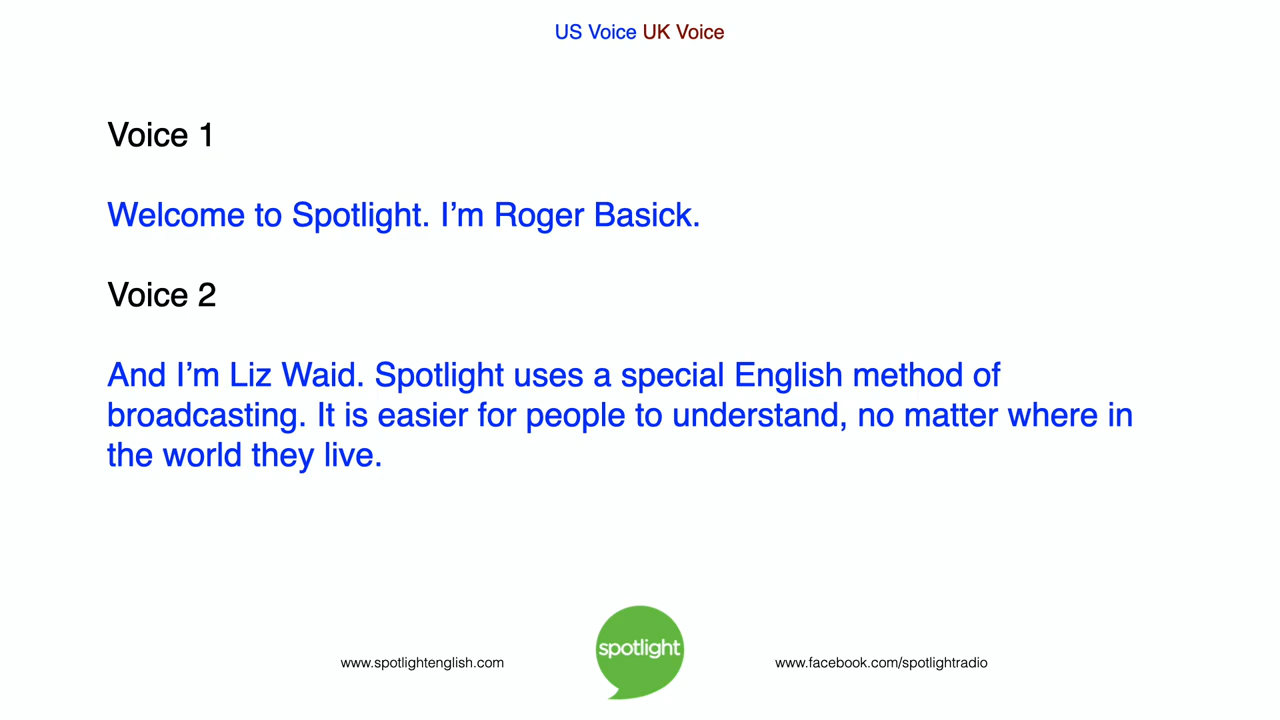 US Voice UK Voice
Voice 1
Welcome to Spotlight. I’m Roger Basick.
Voice 2
And I’m Liz Waid. Spotlight uses a special English method of
broadcasting. It is easier for people to understand, no matter where in
the world they live.
spotlight
www.spotlightenglish.com
www.facebook.com/spotlightradio